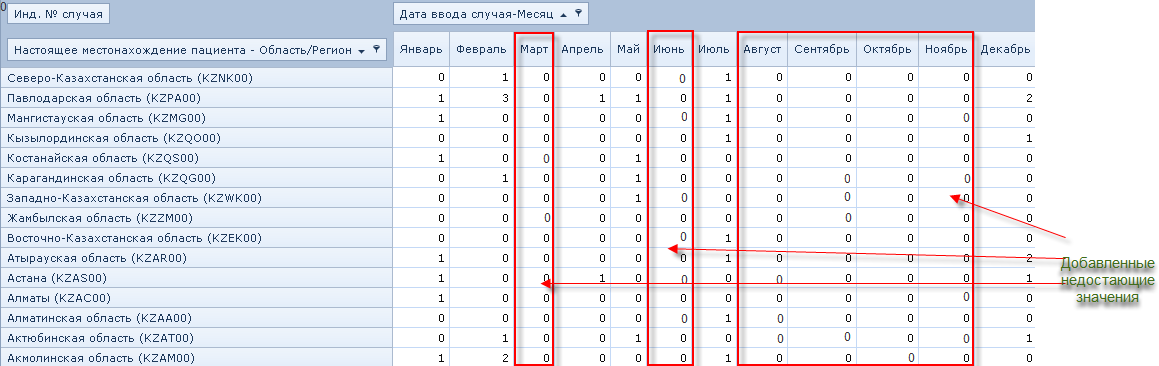 0
Инд. № случая Дата ввода случая-Месяц
Настоящее местонахождение пациента - Область/Регион Январь Февраль Март Апрель Май Июнь Июль Август Сентябрь Октябрь Ноябрь Декабрь
Северо-Казахстанская область (KZNK00) 0 1 0 0 0 0 1 0 0 0 0 0
Павлодарская область (KZPA00) 1 3 0 1 1 0 1 0 0 0 0 2
Мангистауская область (KZMG00) 1 0 0 0 0 0 1 0 0 0 0 0
Кызылординская область (KZQO00) 0 0 0 0 0 0 1 0 0 0 0 1
Костанайская область (KZQS00) 1 0 0 0 1 0 0 0 0 0 0 0
Карагандинская область (KZQG00) 0 1 0 0 1 0 0 0 0 0 0 0
Западно-Казахстанская область (KZWK00) 0 0 0 0 1 0 0 0 0 0 0 0
Жамбылская область (KZZM00) 0 0 0 0 0 0 0 0 0 0 0 0
Восточно-Казахстанская область (KZEK00) 0 0 0 0 0 0 1 0 0 0 0 0
Атырауская область (KZAR00) 0 0 0 0 0 0 1 0 0 0 0 2
Астана (KZAS00) 1 0 0 1 0 0 0 0 0 0 0 1
Алматы (KZAC00) 1 0 0 0 0 0 0 0 0 0 0 0
Алматинская область (KZAA00) 0 0 0 0 0 0 1 0 0 0 0 0
Актюбинская область (KZAT00) 0 1 0 0 1 0 0 0 0 0 0 1
Акмолинская область (KZAM00) 1 2 0 0 0 0 1 0 0 0 0 0
Добавленные
недостающие
значения